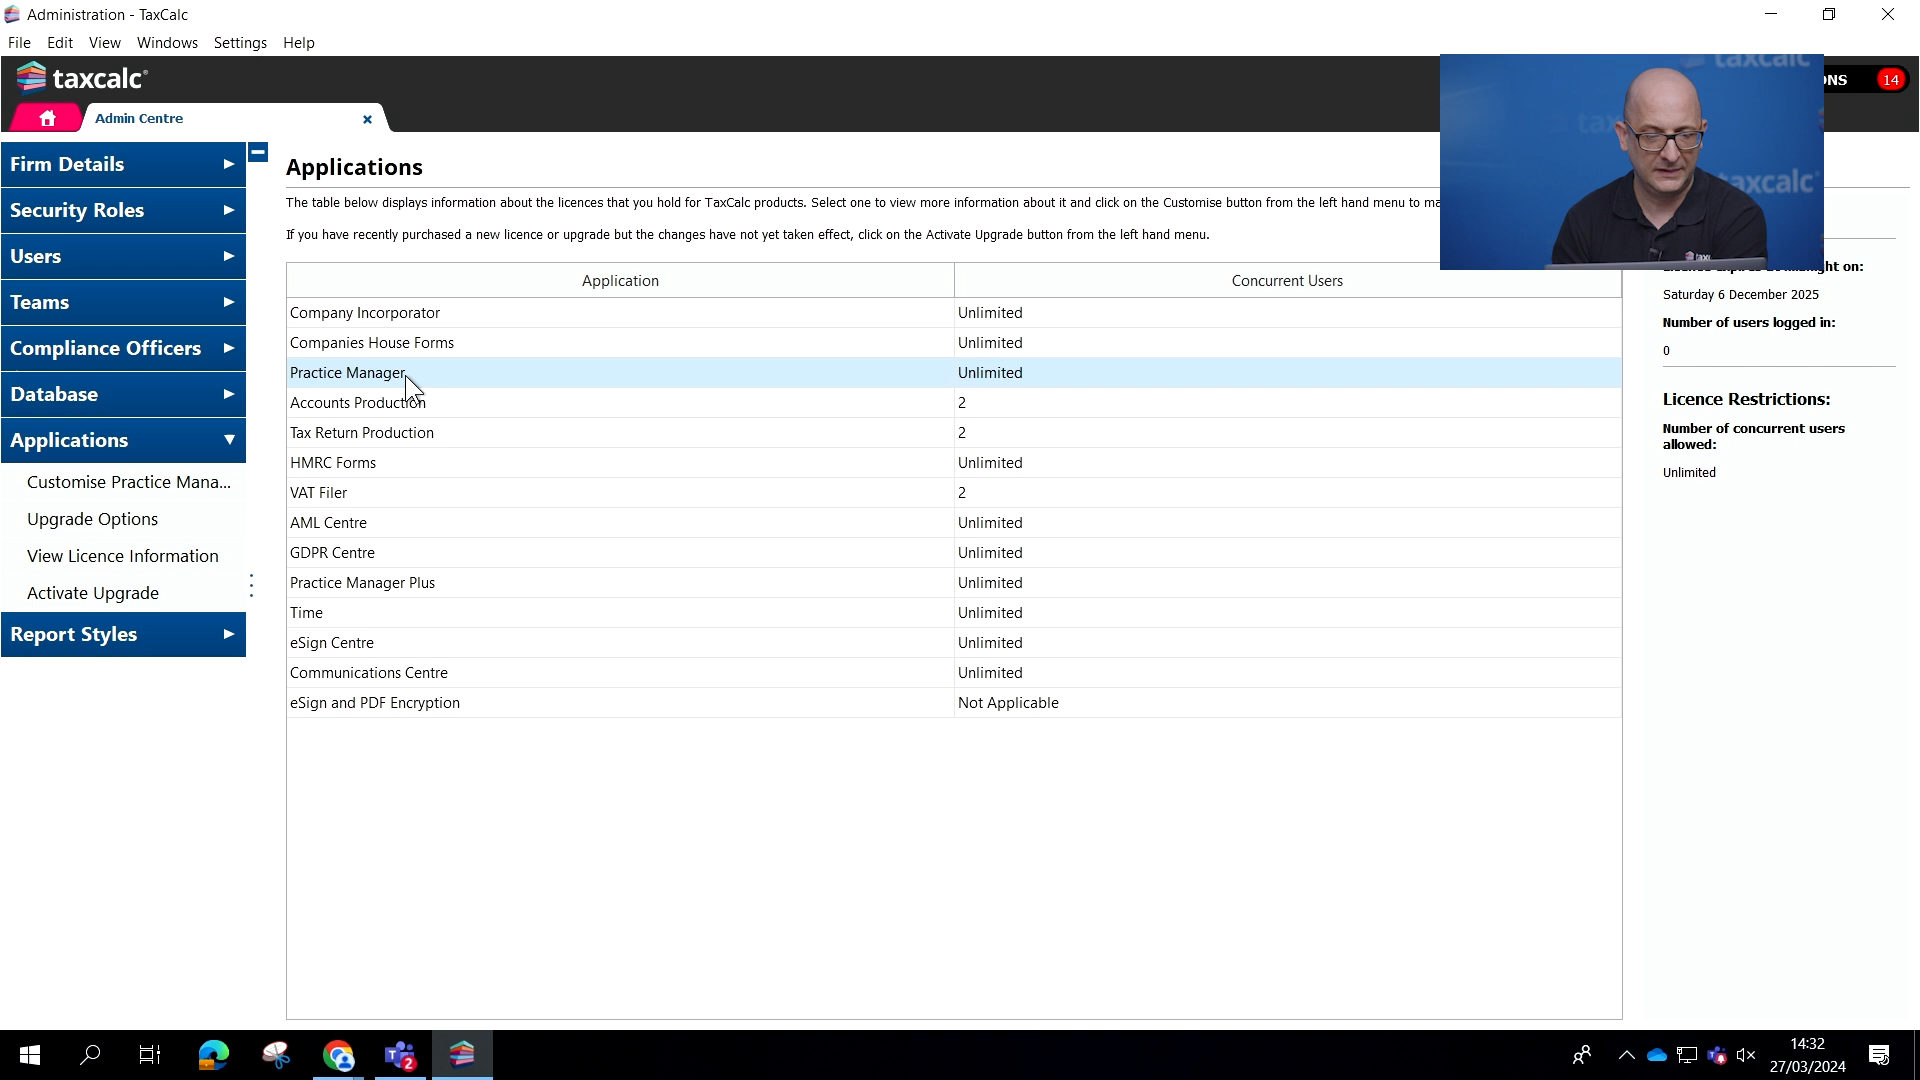 Administration - TaxCalc
File Edit View Windows Settings Help
taxcalc
14
Admin Centre
Firm Details
Security Roles
Users
Teams
Compliance Officers
Database
Applications
Customise Practice Mana...
Upgrade Options
View Licence Information
Activate Upgrade
Report Styles
Applications
The table below displays information about the licences that you hold for TaxCalc products. Select one to view more information about it and click on the Customise button from the left hand menu to
If you have recently purchased a new licence or upgrade but the changes have not yet taken effect, click on the Activate Upgrade button from the left hand menu.
Application Concurrent Users
Company Incorporator Unlimited
Companies House Forms Unlimited
Practice Manager Unlimited
Accounts Production 2
Tax Return Production 2
HMRC Forms Unlimited
VAT Filer 2
AML Centre Unlimited
GDPR Centre Unlimited
Practice Manager Plus Unlimited
Time Unlimited
eSign Centre Unlimited
Communications Centre Unlimited
eSign and PDF Encryption Not Applicable
taxcalc
taxcalc
on:
Saturday 6 December 2025
Number of users logged in:
0
Licence Restrictions:
Number of concurrent users
allowed:
Unlimited
2
14:32
27/03/2024